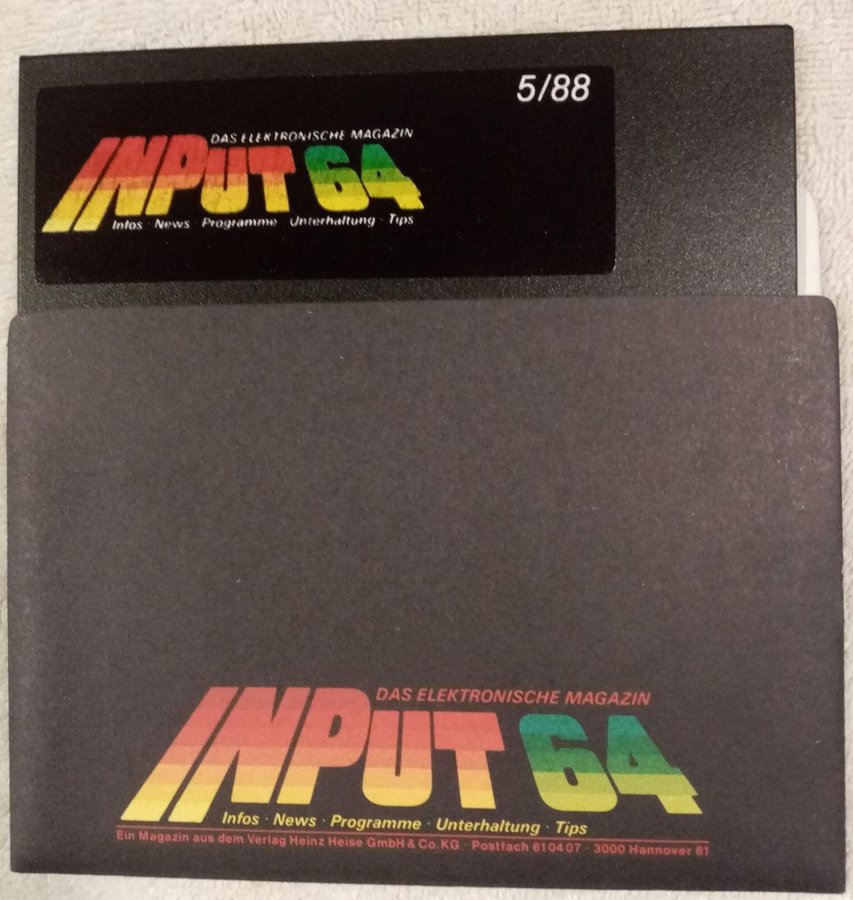 5/88
DAS ELEKTRONISCHE MAGAZIN
INPUT 64
Infos · News · Programme · Unterhaltung · Tips
DAS ELEKTRONISCHE MAGAZIN
INPUT 64
Infos · News · Programme · Unterhaltung · Tips
Ein Magazin aus dem Verlag Heinz Heise GmbH & Co. KG · Postfach 61 04 07 · 3000 Hannover 61